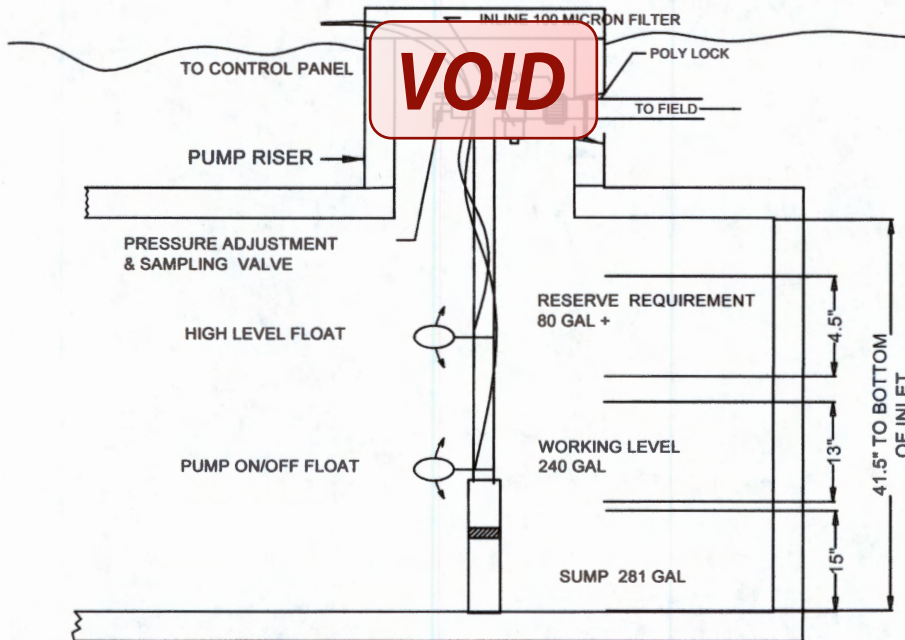 INLINE 100 MICRON FILTER
POLY LOCK
TO CONTROL PANEL
VOID
TO FIELD
PUMP RISER
PRESSURE ADJUSTMENT
& SAMPLING VALVE
RESERVE REQUIREMENT
80 GAL +
HIGH LEVEL FLOAT
4.5"
41.5" TO BOTTOM
OF INLET
WORKING LEVEL
240 GAL
13"
PUMP ON/OFF FLOAT
15"
SUMP 281 GAL